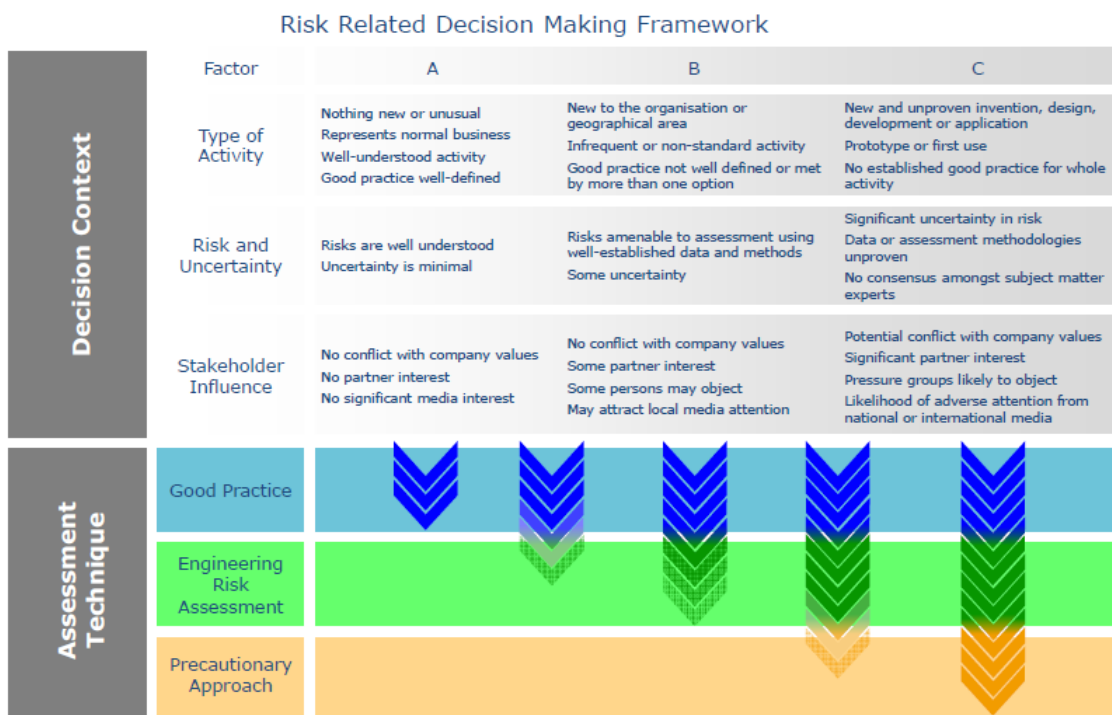 Risk Related Decision Making Framework
Decision Context
Factor
A
B
C
Type of
Activity
Nothing new or unusual
Represents normal business
Well-understood activity
Good practice well-defined
New to the organisation or
geographical area
Infrequent or non-standard activity
Good practice not well defined or met
by more than one option
New and unproven invention, design,
development or application
Prototype or first use
No established good practice for whole
activity
Risk and
Uncertainty
Risks are well understood
Uncertainty is minimal
Risks amenable to assessment using
well-established data and methods
Some uncertainty
Significant uncertainty in risk
Data or assessment methodologies
unproven
No consensus amongst subject matter
experts
Stakeholder
Influence
No conflict with company values
No partner interest
No significant media interest
No conflict with company values
Some partner interest
Some persons may object
May attract local media attention
Potential conflict with company values
Significant partner interest
Pressure groups likely to object
Likelihood of adverse attention from
national or international media
Assessment
Technique
Good Practice
Engineering
Risk
Assessment
Precautionary
Approach